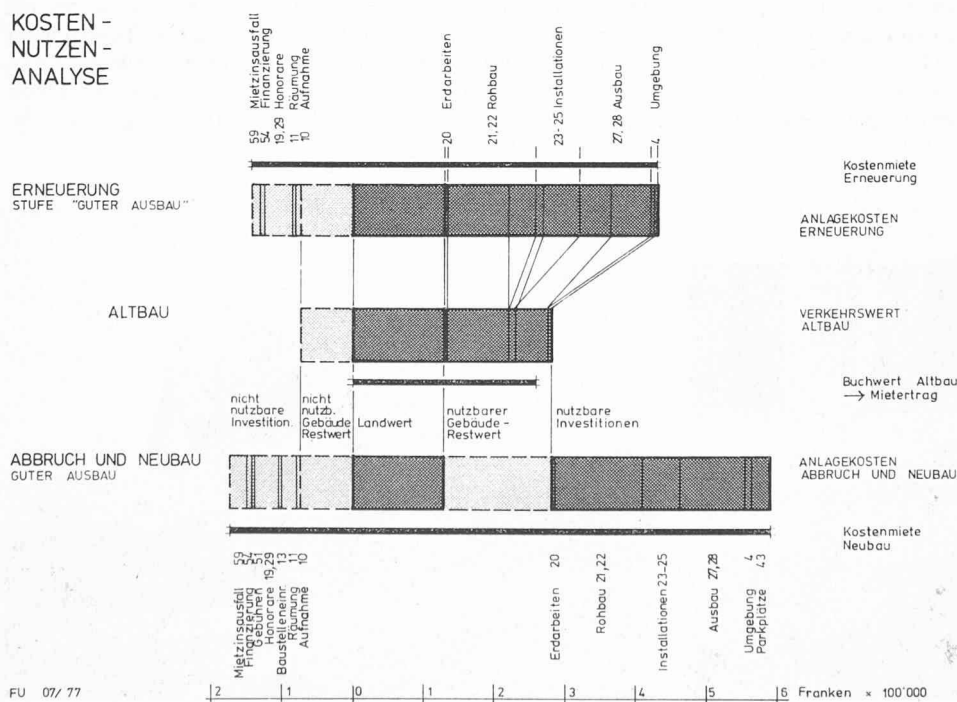 KOSTEN -
NUTZEN -
ANALYSE
59 Mietzinsausfall
54 Finanzierung
19,29 Honorare
11 Räumung
10 Aufnahme
20 Erdarbeiten
21,22 Rohbau
23 - 25 Installationen
27, 28 Ausbau
4 Umgebung
Kostenmiete
Erneuerung
ERNEUERUNG
STUFE "GUTER AUSBAU"
ANLAGEKOSTEN
ERNEUERUNG
ALTBAU
VERKEHRSWERT
ALTBAU
Buchwert Altbau
→ Mietertrag
nicht
nutzbare
Investition.
nicht
nutzb.
Gebäude
Restwert
Landwert
nutzbarer
Gebäude -
Restwert
nutzbare
Investitionen
ABBRUCH UND NEUBAU
GUTER AUSBAU
ANLAGEKOSTEN
ABBRUCH UND NEUBAU
Kostenmiete
Neubau
Mietzinsausfall 59
Finanzierung 54
Gebühren 51
Honorare 19,29
Baustelleneinr. 13
Räumung 11
Aufnahme 10
Erdarbeiten 20
Rohbau 21,22
Installationen 23-25
Ausbau 27,28
Umgebung 4
Parkplätze 43
FU 07/ 77
2 1 0 1 2 3 4 5 6 Franken × 100'000